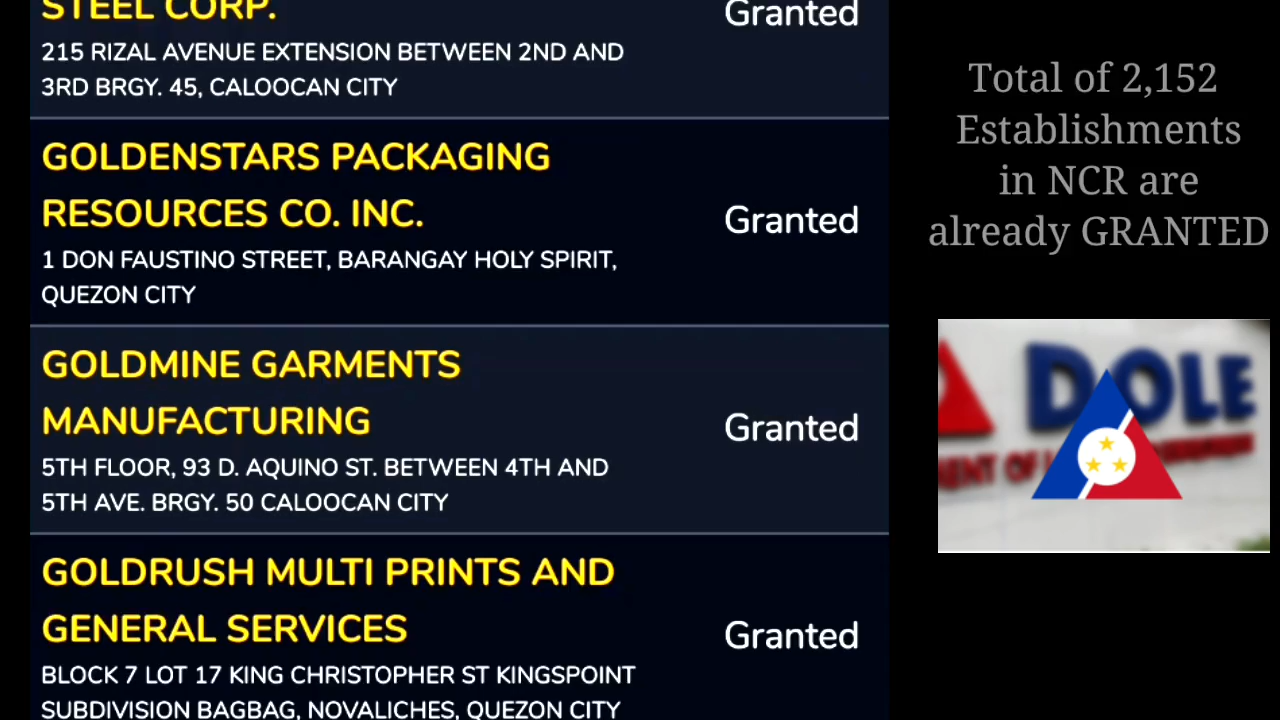 STEEL CORP.
Granted
215 RIZAL AVENUE EXTENSION BETWEEN 2ND AND
3RD BRGY. 45, CALOOCAN CITY
GOLDENSTARS PACKAGING
RESOURCES CO. INC.
Granted
1 DON FAUSTINO STREET, BARANGAY HOLY SPIRIT,
QUEZON CITY
GOLDMINE GARMENTS
MANUFACTURING
Granted
5TH FLOOR, 93 D. AQUINO ST. BETWEEN 4TH AND
5TH AVE. BRGY. 50 CALOOCAN CITY
GOLDRUSH MULTI PRINTS AND
GENERAL SERVICES
Granted
BLOCK 7 LOT 17 KING CHRISTOPHER ST KINGSPOINT
SUBDIVISION BAGBAG, NOVALICHES, QUEZON CITY
Total of 2,152
Establishments
in NCR are
already GRANTED
DOLE